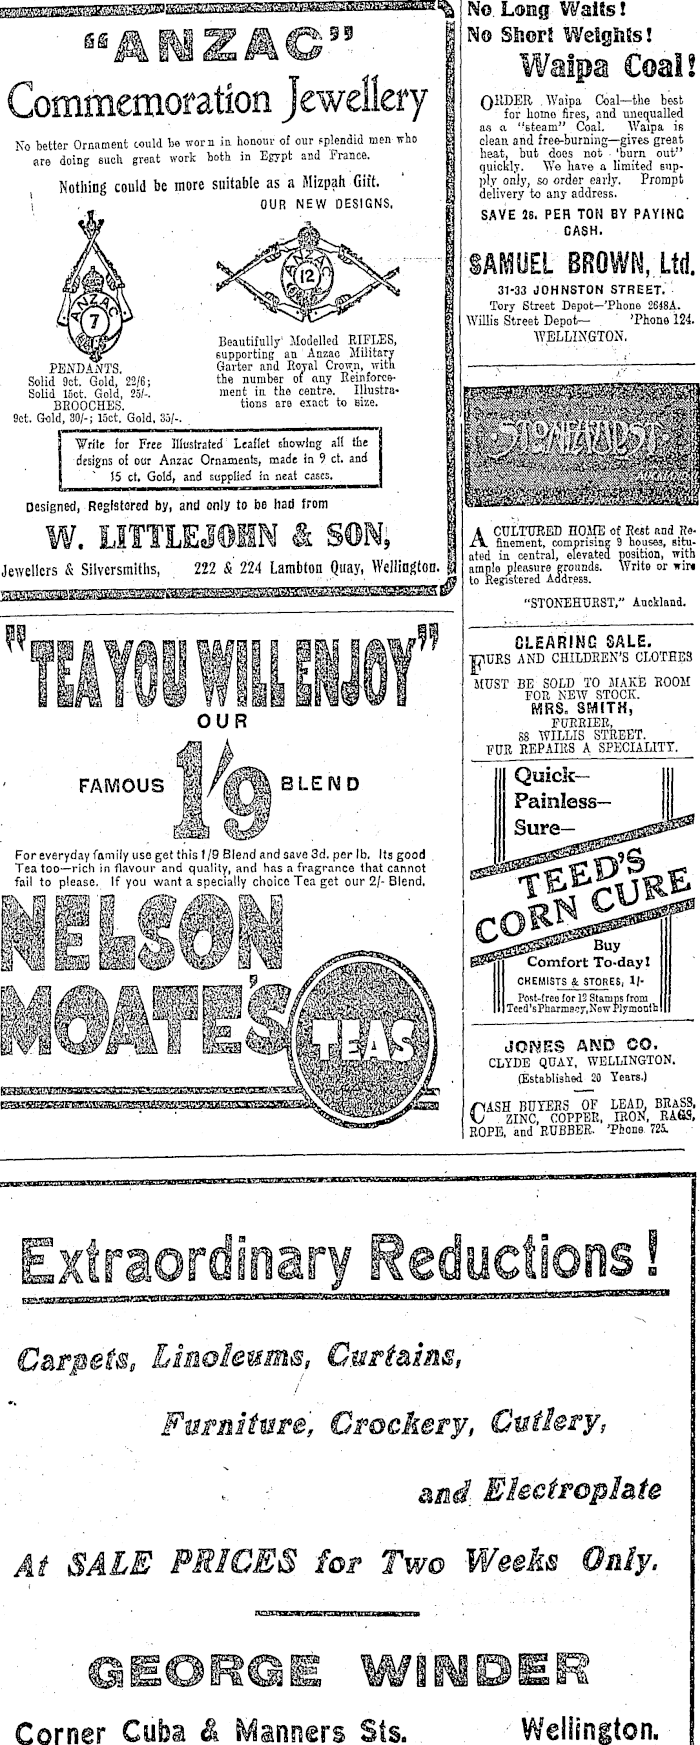 "ANZAC"
Commemoration Jewellery
No better Ornament could be worn in honour of our splendid men who
are doing such great work both in Egypt and France.
Nothing could be more suitable as a Mizpah Gift.
OUR NEW DESIGNS.
ANZAC
7
ANZAC
12
PENDANTS.
Solid 9ct. Gold, 22/6;
Solid 15ct. Gold, 25/-.
BROOCHES.
9ct. Gold, 30/-; 15ct. Gold, 35/-.
Beautifully Modelled RIFLES,
supporting an Anzac Military
Garter and Royal Crown, with
the number of any Reinforce-
ment in the centre. Illustra-
tions are exact to size.
Write for Free Illustrated Leaflet showing all the
designs of our Anzac Ornaments, made in 9 ct. and
15 ct. Gold, and supplied in neat cases.
Designed, Registered by, and only to be had from
W. LITTLEJOHN & SON,
Jewellers & Silversmiths, 222 & 224 Lambton Quay, Wellington.
"TEA YOU WILL ENJOY"
OUR
FAMOUS 1/9 BLEND
For everyday family use get this 1/9 Blend and save 3d. per lb. Its good
Tea too—rich in flavour and quality, and has a fragrance that cannot
fail to please. If you want a specially choice Tea get our 2/- Blend.
NELSON
MOATE'S
TEAS
No Long Waits!
No Short Weights!
Waipa Coal!
ORDER Waipa Coal—the best
for home fires, and unequalled
as a "steam" Coal. Waipa is
clean and free-burning—gives great
heat, but does not "burn out"
quickly. We have a limited sup-
ply only, so order early. Prompt
delivery to any address.
SAVE 2s. PER TON BY PAYING
CASH.
SAMUEL BROWN, Ltd.
31-33 JOHNSTON STREET.
Tory Street Depot—'Phone 2648A.
Willis Street Depot— 'Phone 124.
WELLINGTON.
STONEHURST
A CULTURED HOME of Rest and Re-
finement, comprising 9 houses, situ-
ated in central, elevated position, with
ample pleasure grounds. Write or wire
to Registered Address.
"STONEHURST," Auckland.
CLEARING SALE.
FURS AND CHILDREN'S CLOTHES
MUST BE SOLD TO MAKE ROOM
FOR NEW STOCK.
MRS. SMITH,
FURRIER,
88 WILLIS STREET.
FUR REPAIRS A SPECIALITY.
Quick—
Painless—
Sure—
TEED'S
CORN CURE
Buy
Comfort To-day!
CHEMISTS & STORES, 1/-
Post-free for 12 Stamps from
Teed's Pharmacy, New Plymouth
JONES AND CO.
CLYDE QUAY, WELLINGTON.
(Established 20 Years.)
CASH BUYERS OF LEAD, BRASS,
ZINC, COPPER, IRON, RAGS,
ROPE, and RUBBER. 'Phone 725.
Extraordinary Reductions!
Carpets, Linoleums, Curtains,
Furniture, Crockery, Cutlery,
and Electroplate
At SALE PRICES for Two Weeks Only.
GEORGE WINDER
Corner Cuba & Manners Sts. Wellington.